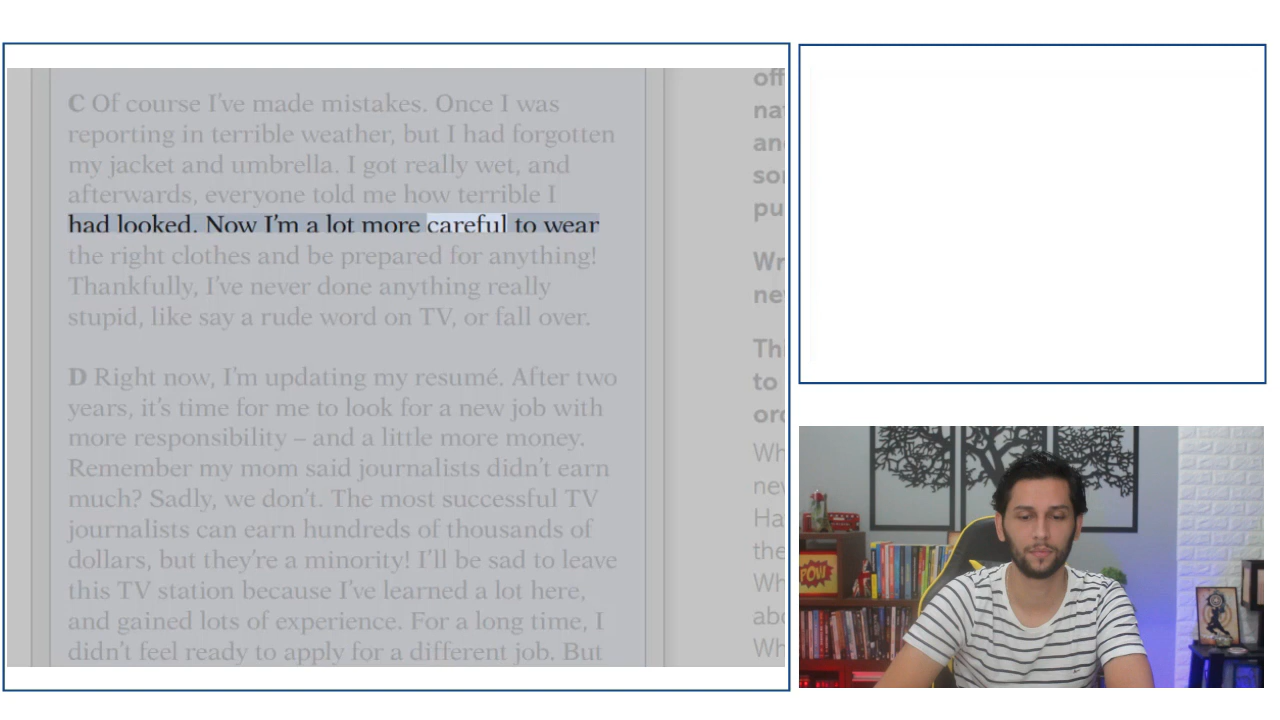 C Of course I've made mistakes. Once I was
reporting in terrible weather, but I had forgotten
my jacket and umbrella. I got really wet, and
afterwards, everyone told me how terrible I
had looked. Now I'm a lot more careful to wear
the right clothes and be prepared for anything!
Thankfully, I've never done anything really
stupid, like say a rude word on TV, or fall over.
D Right now, I'm updating my resumé. After two
years, it's time for me to look for a new job with
more responsibility – and a little more money.
Remember my mom said journalists didn't earn
much? Sadly, we don't. The most successful TV
journalists can earn hundreds of thousands of
dollars, but they're a minority! I'll be sad to leave
this TV station because I've learned a lot here,
and gained lots of experience. For a long time, I
didn't feel ready to apply for a different job. But
to
POW!